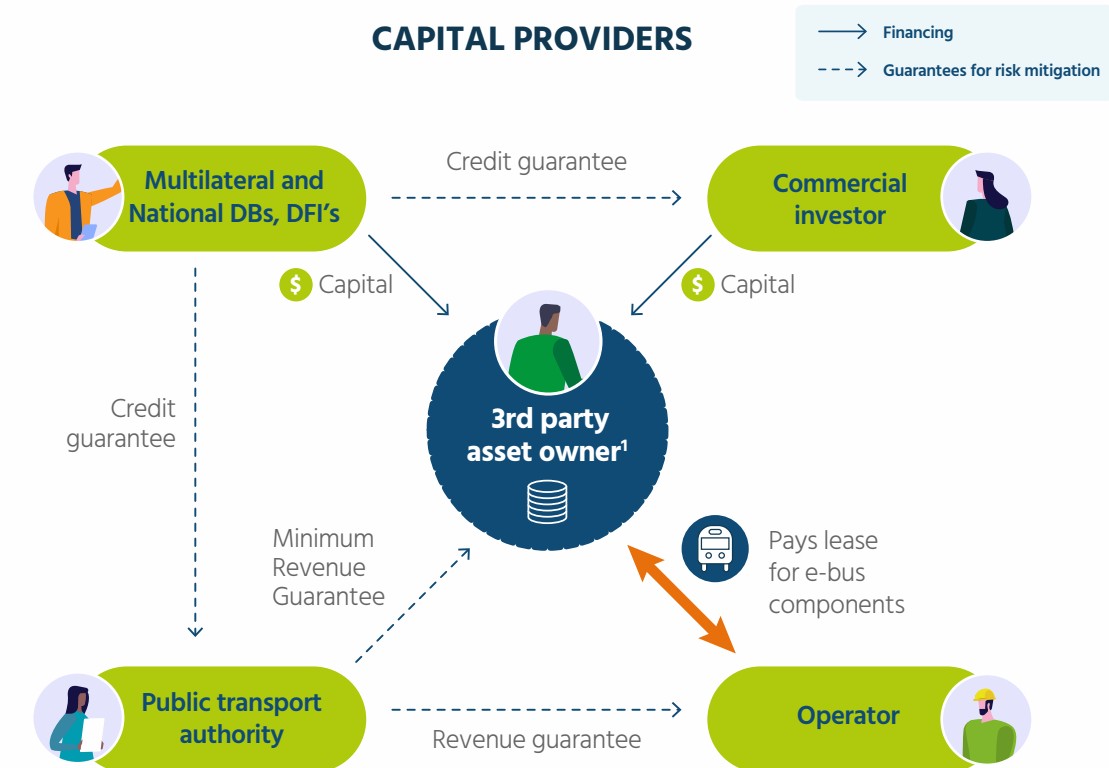 CAPITAL PROVIDERS
Financing
Guarantees for risk mitigation
Multilateral and
National DBs, DFI's
Credit guarantee
Commercial
investor
$ Capital
$ Capital
3rd party
asset owner¹
Credit
guarantee
Minimum
Revenue
Guarantee
Pays lease
for e-bus
components
Public transport
authority
Revenue guarantee
Operator